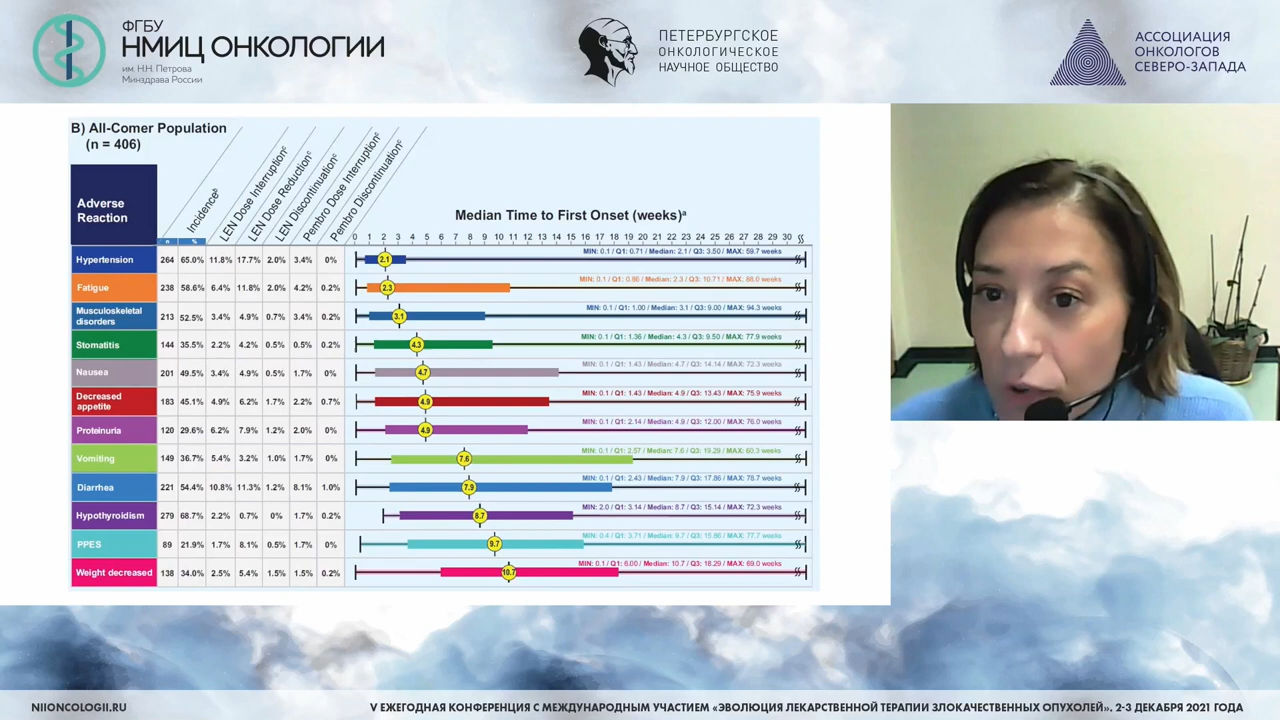 ФГБУ
НМИЦ ОНКОЛОГИИ
им. Н.Н. Петрова
Минздрава России
ПЕТЕРБУРГСКОЕ
ОНКОЛОГИЧЕСКОЕ
НАУЧНОЕ ОБЩЕСТВО
АССОЦИАЦИЯ
ОНКОЛОГОВ
СЕВЕРО-ЗАПАДА
B) All-Comer Population
(n = 406)
Adverse
Reaction
Incidenceᵇ
LEN Dose Interruptionᶜ
LEN Dose Reductionᶜ
LEN Discontinuationᶜ
Pembro Dose Interruptionᶜ
Pembro Discontinuationᶜ
Median Time to First Onset (weeks)ᵃ
n %
0 1 2 3 4 5 6 7 8 9 10 11 12 13 14 15 16 17 18 19 20 21 22 23 24 25 26 27 28 29 30
Hypertension 264 65.0% 11.8% 17.7% 2.0% 3.4% 0% 2.1 MIN: 0.1 / Q1: 0.71 / Median: 2.1 / Q3: 3.50 / MAX: 59.7 weeks
Fatigue 238 58.6% 6.4% 11.8% 2.0% 4.2% 0.2% 2.3 MIN: 0.1 / Q1: 0.86 / Median: 2.3 / Q3: 10.71 / MAX: 88.0 weeks
Musculoskeletal
disorders 213 52.5% 3.4% 4.9% 0.7% 3.4% 0.2% 3.1 MIN: 0.1 / Q1: 1.00 / Median: 3.1 / Q3: 9.00 / MAX: 94.3 weeks
Stomatitis 144 35.5% 2.2% 4.2% 0.5% 0.5% 0.2% 4.3 MIN: 0.1 / Q1: 1.36 / Median: 4.3 / Q3: 9.50 / MAX: 77.9 weeks
Nausea 201 49.5% 3.4% 4.9% 0.5% 1.7% 0% 4.7 MIN: 0.1 / Q1: 1.43 / Median: 4.7 / Q3: 14.14 / MAX: 72.3 weeks
Decreased
appetite 183 45.1% 4.9% 6.2% 1.7% 2.2% 0.7% 4.9 MIN: 0.1 / Q1: 1.43 / Median: 4.9 / Q3: 13.43 / MAX: 75.9 weeks
Proteinuria 120 29.6% 6.2% 7.9% 1.2% 2.0% 0% 4.9 MIN: 0.1 / Q1: 2.14 / Median: 4.9 / Q3: 12.00 / MAX: 76.0 weeks
Vomiting 149 36.7% 5.4% 3.2% 1.0% 1.7% 0% 7.6 MIN: 0.1 / Q1: 2.57 / Median: 7.6 / Q3: 19.29 / MAX: 60.3 weeks
Diarrhea 221 54.4% 10.8% 11.3% 1.2% 8.1% 1.0% 7.9 MIN: 0.1 / Q1: 2.43 / Median: 7.9 / Q3: 17.86 / MAX: 78.7 weeks
Hypothyroidism 279 68.7% 2.2% 0.7% 0% 1.7% 0.2% 8.7 MIN: 2.0 / Q1: 3.14 / Median: 8.7 / Q3: 15.14 / MAX: 72.3 weeks
PPES 89 21.9% 1.7% 8.1% 0.5% 1.7% 0% 9.7 MIN: 0.4 / Q1: 3.71 / Median: 9.7 / Q3: 15.86 / MAX: 77.7 weeks
Weight decreased 138 34.0% 2.5% 5.4% 1.5% 1.5% 0.2% 10.7 MIN: 0.1 / Q1: 6.00 / Median: 10.7 / Q3: 18.29 / MAX: 69.0 weeks
NIIONCOLOGII.RU
V ЕЖЕГОДНАЯ КОНФЕРЕНЦИЯ С МЕЖДУНАРОДНЫМ УЧАСТИЕМ «ЭВОЛЮЦИЯ ЛЕКАРСТВЕННОЙ ТЕРАПИИ ЗЛОКАЧЕСТВЕННЫХ ОПУХОЛЕЙ». 2-3 ДЕКАБРЯ 2021 ГОДА